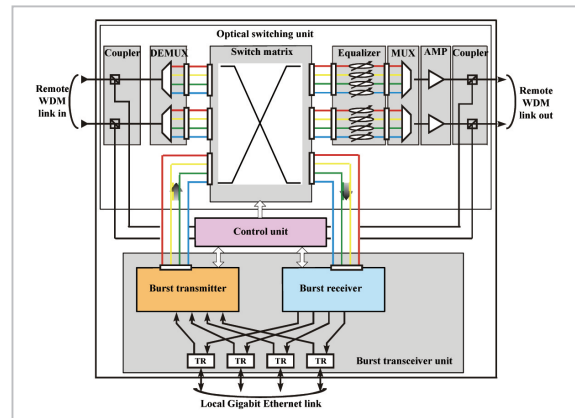 Optical switching unit
Coupler
DEMUX
Switch matrix
Equalizer
MUX
AMP
Coupler
Remote
WDM
link in
Remote
WDM
link out
Control unit
Burst transmitter
Burst receiver
TR
TR
TR
TR
Burst transceiver unit
Local Gigabit Ethernet link